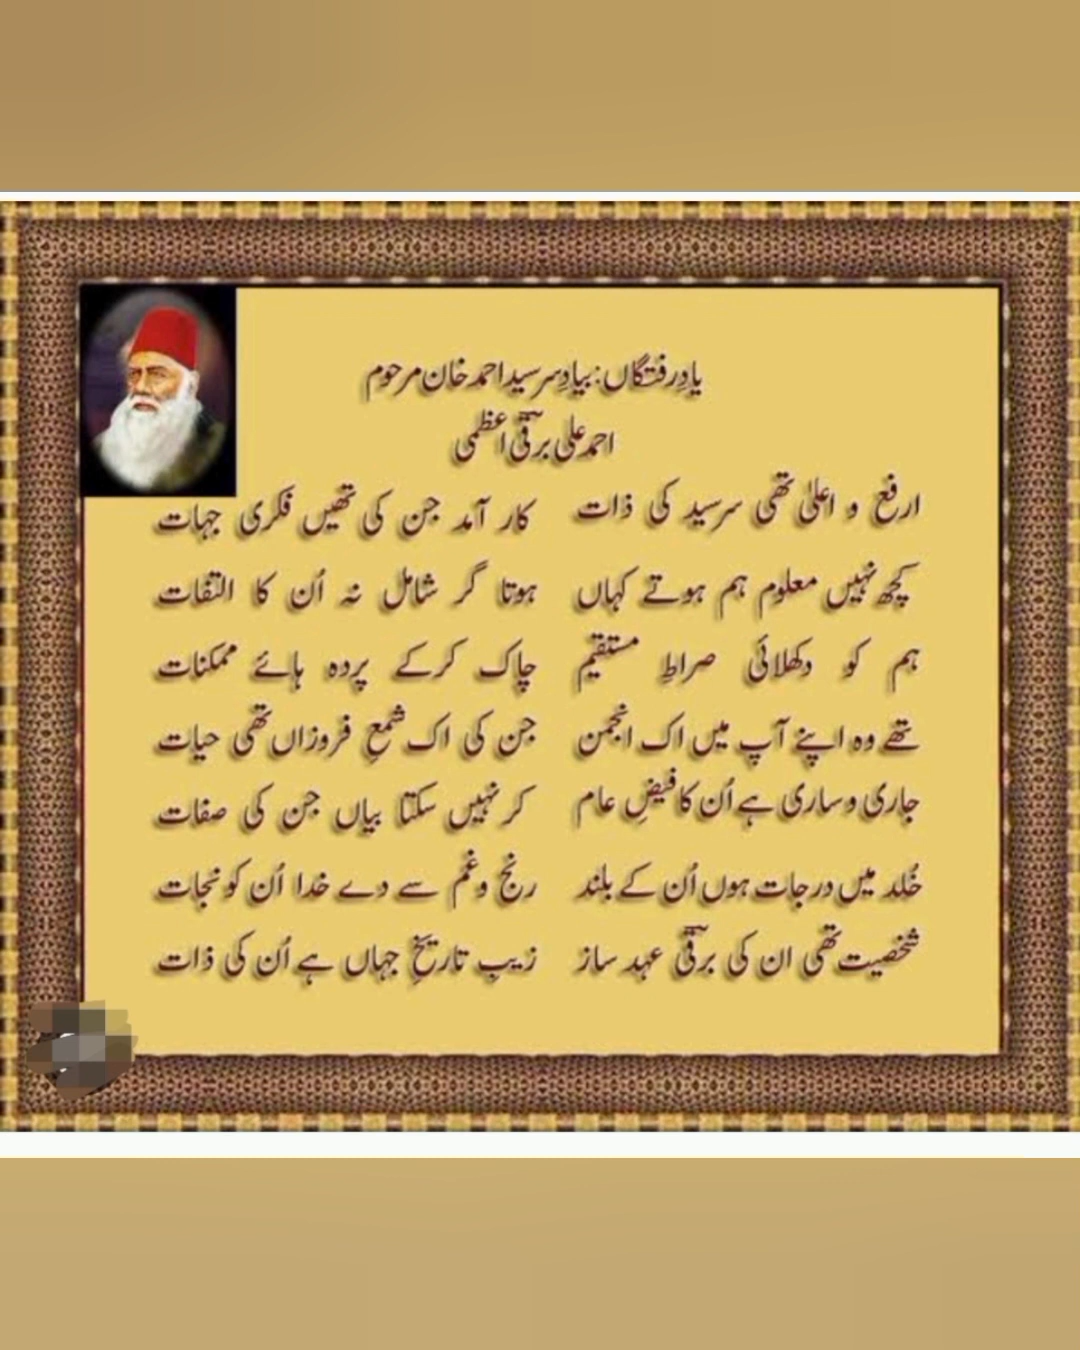 یادِ رفتگاں: بیادِ سرسید احمد خان مرحوم
احمد علی برقیؔ اعظمی
ارفع و اعلیٰ تھی سرسید کی ذات کار آمد جن کی تھیں فکری جہات
کچھ نہیں معلوم ہم ہوتے کہاں ہوتا گر شامل نہ اُن کا التفات
ہم کو دکھلائی صراطِ مستقیم چاک کرکے پردہ ہائے ممکنات
تھے وہ اپنے آپ میں اک انجمن جن کی اک شمعِ فروزاں تھی حیات
جاری و ساری ہے اُن کا فیضِ عام کر نہیں سکتا بیاں جن کی صفات
خُلد میں درجات ہوں اُن کے بلند رنج و غم سے دے خدا اُن کو نجات
شخصیت تھی ان کی برقیؔ عہد ساز زیبِ تاریخِ جہاں ہے اُن کی ذات